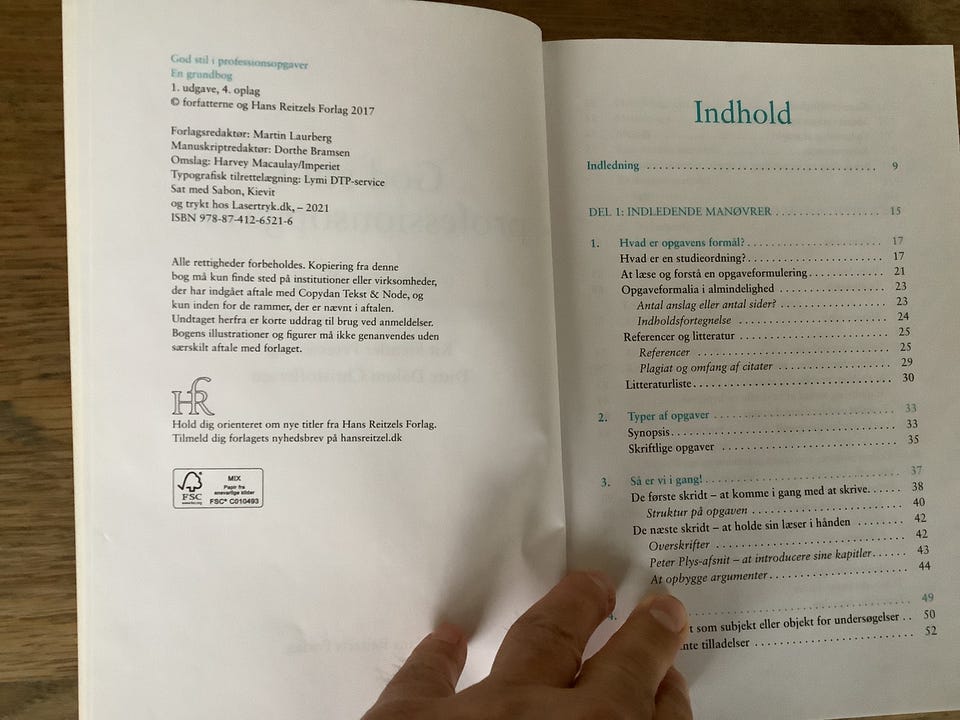 God stil i professionsopgaver
En grundbog
1. udgave, 4. oplag
© forfatterne og Hans Reitzels Forlag 2017
Forlagsredaktør: Martin Laurberg
Manuskriptredaktør: Dorthe Bramsen
Omslag: Harvey Macaulay/Imperiet
Typografisk tilrettelægning: Lymi DTP-service
Sat med Sabon, Kievit
og trykt hos Lasertryk.dk, – 2021
ISBN 978-87-412-6521-6
Alle rettigheder forbeholdes. Kopiering fra denne
bog må kun finde sted på institutioner eller virksomheder,
der har indgået aftale med Copydan Tekst & Node, og
kun inden for de rammer, der er nævnt i aftalen.
Undtaget herfra er korte uddrag til brug ved anmeldelser.
Bogens illustrationer og figurer må ikke genanvendes uden
særskilt aftale med forlaget.
HR
Hold dig orienteret om nye titler fra Hans Reitzels Forlag.
Tilmeld dig forlagets nyhedsbrev på hansreitzel.dk
FSC
www.fsc.org
MIX
Papir fra
ansvarlige kilder
FSC® C010493
Indhold
Indledning 9
DEL 1: INDLEDENDE MANØVRER 15
1. Hvad er opgavens formål? 17
Hvad er en studieordning? 17
At læse og forstå en opgaveformulering 21
Opgaveformalia i almindelighed 23
Antal anslag eller antal sider? 23
Indholdsfortegnelse 24
Referencer og litteratur 25
Referencer 25
Plagiat og omfang af citater 29
Litteraturliste 30
2. Typer af opgaver 33
Synopsis 33
Skriftlige opgaver 35
3. Så er vi i gang! 37
De første skridt – at komme i gang med at skrive 38
Struktur på opgaven 40
De næste skridt – at holde sin læser i hånden 42
Overskrifter 42
Peter Plys-afsnit – at introducere sine kapitler 43
At opbygge argumenter 44
4. 49
som subjekt eller objekt for undersøgelser 50
tilladelser 52